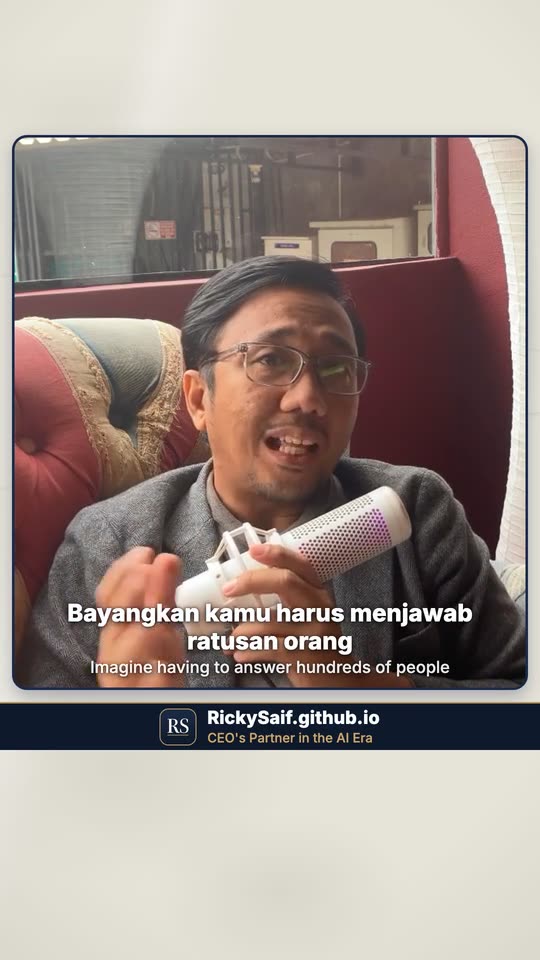 Bayangkan kamu harus menjawab
ratusan orang
Imagine having to answer hundreds of people
RS
RickySaif.github.io
CEO's Partner in the AI Era